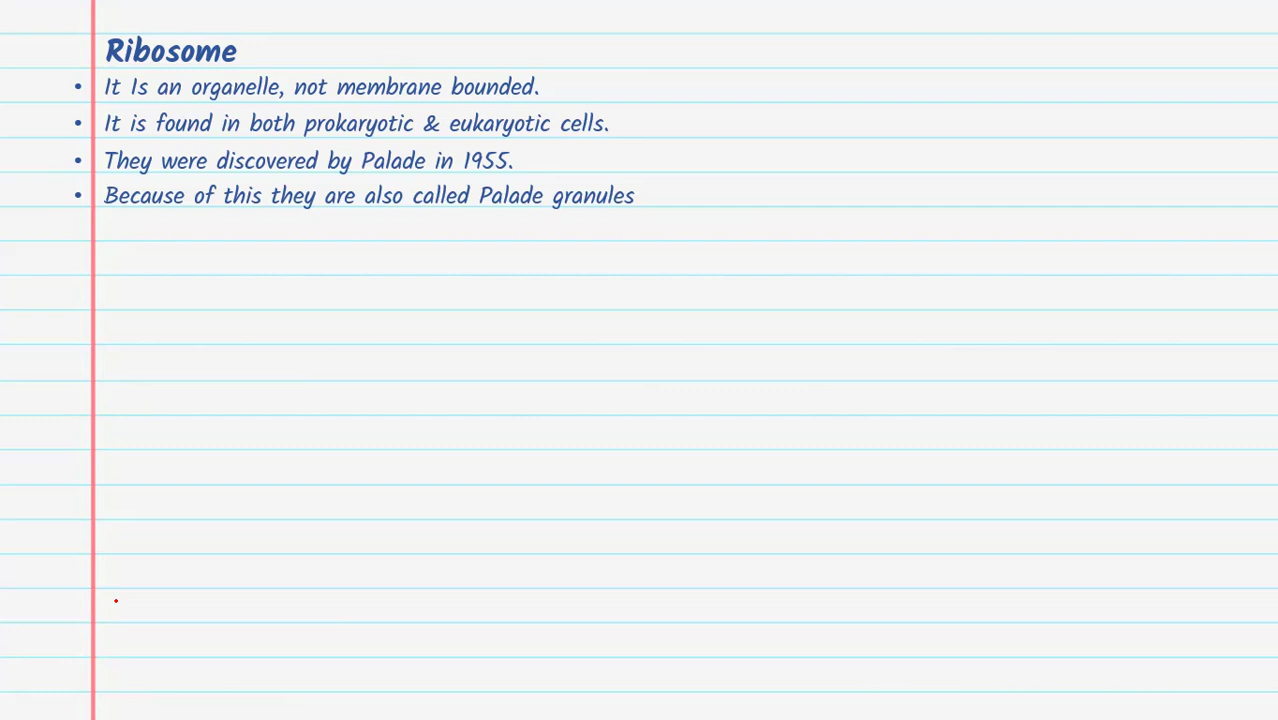 Ribosome
• It Is an organelle, not membrane bounded.
• It is found in both prokaryotic & eukaryotic cells.
• They were discovered by Palade in 1955.
• Because of this they are also called Palade granules